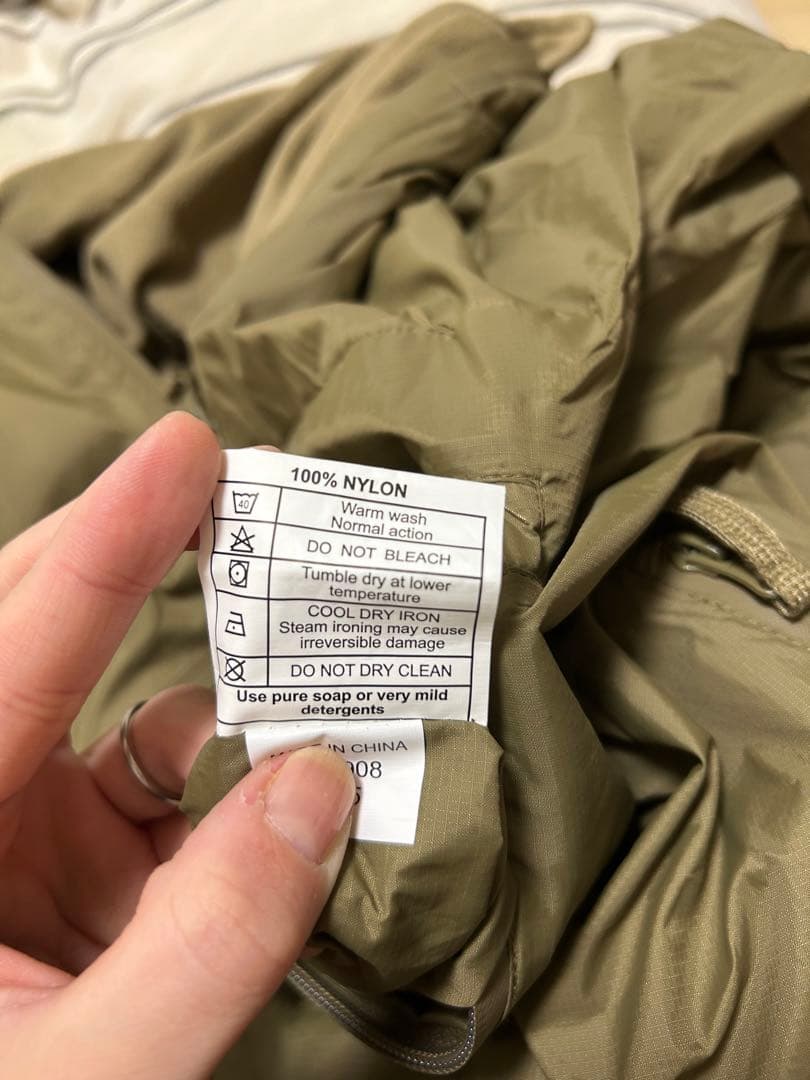 100% NYLON
40
Warm wash
Normal action
DO NOT BLEACH
Tumble dry at lower
temperature
COOL DRY IRON
Steam ironing may cause
irreversible damage
DO NOT DRY CLEAN
Use pure soap or very mild
detergents
IN CHINA